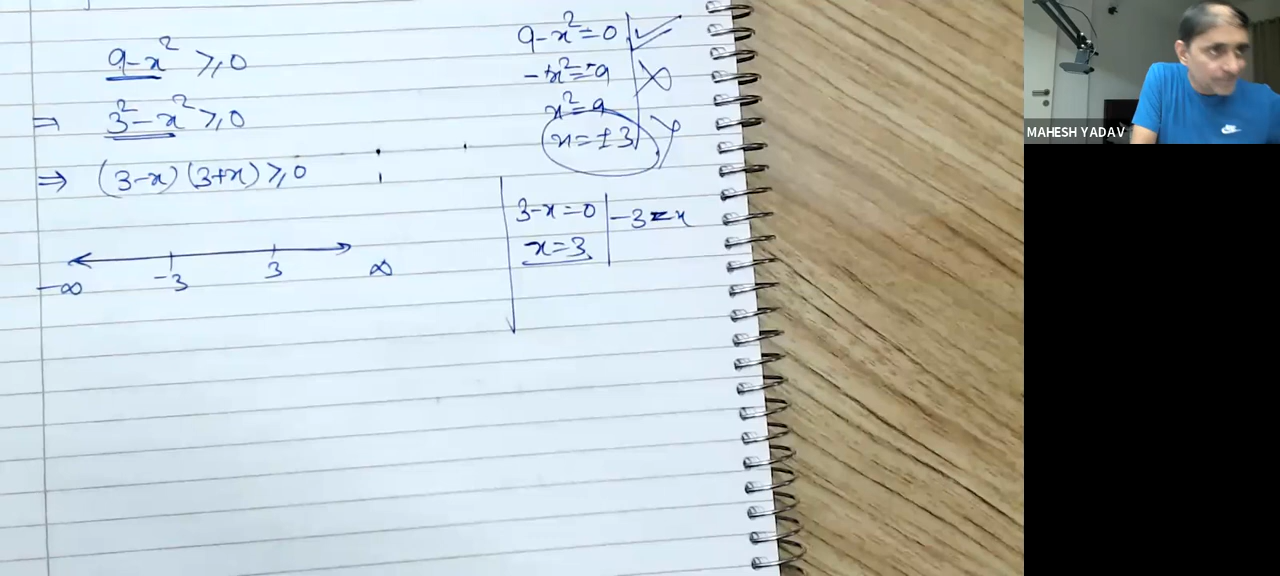 9-x² ≥ 0
⇒ 3²-x² ≥ 0
⇒ (3-x)(3+x) ≥ 0
-∞ -3 3 ∞
9-x²=0
-+x²=-9
x²=9
x=±3
3-x=0 -3=x
x=3
MAHESH YADAV